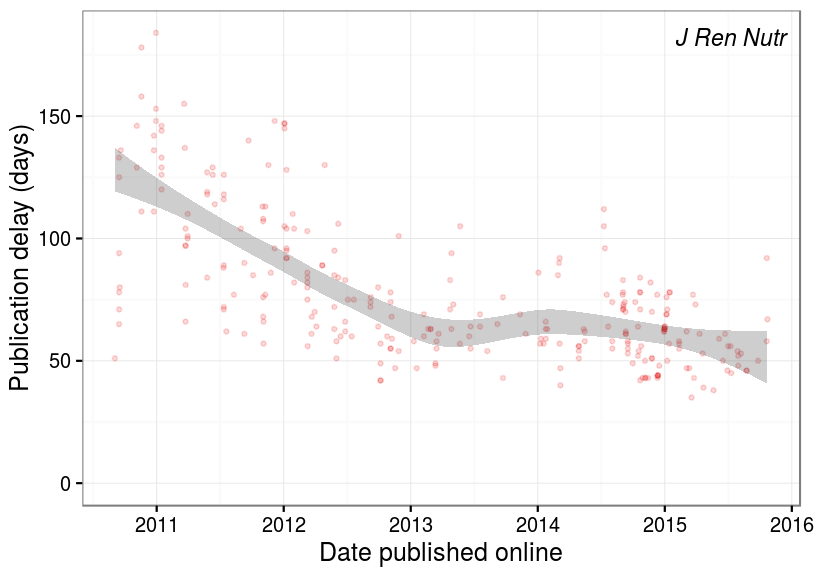 J Ren Nutr
Publication delay (days)
150
100
50
0
2011 2012 2013 2014 2015 2016
Date published online